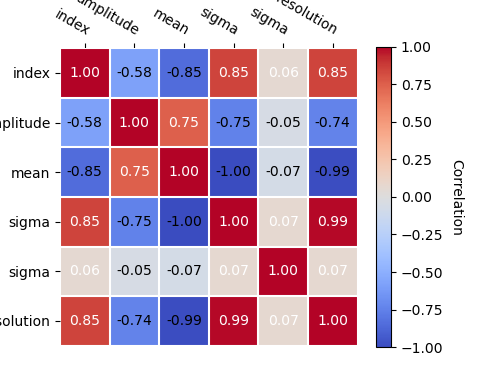 index amplitude mean sigma sigma resolution
index 1.00 -0.58 -0.85 0.85 0.06 0.85
plitude -0.58 1.00 0.75 -0.75 -0.05 -0.74
mean -0.85 0.75 1.00 -1.00 -0.07 -0.99
sigma 0.85 -0.75 -1.00 1.00 0.07 0.99
sigma 0.06 -0.05 -0.07 0.07 1.00 0.07
solution 0.85 -0.74 -0.99 0.99 0.07 1.00
1.00
0.75
0.50
0.25
0.00
−0.25
−0.50
−0.75
−1.00
Correlation